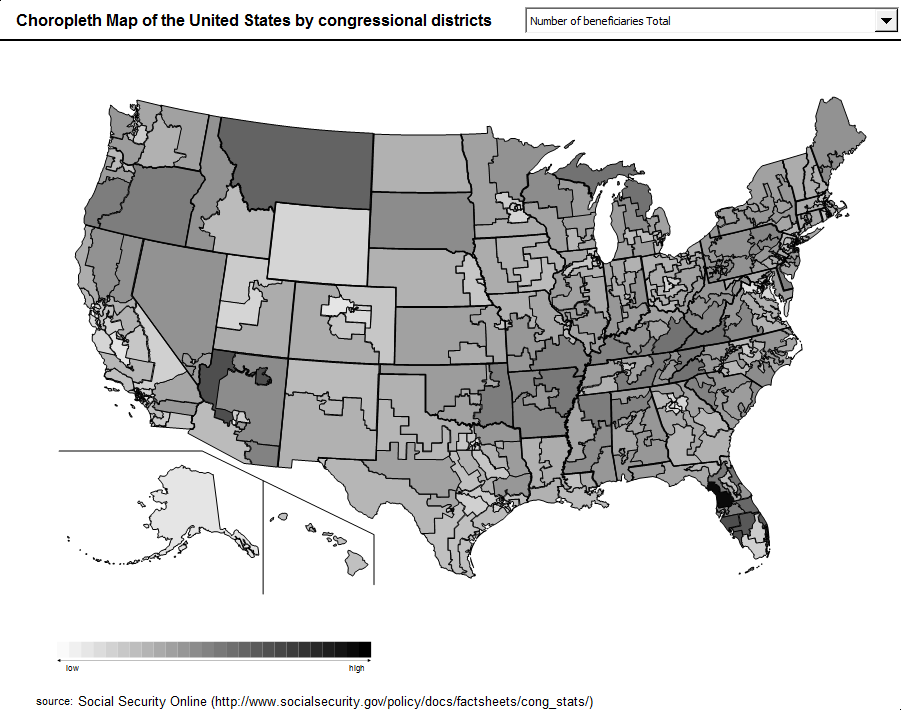 Choropleth Map of the United States by congressional districts
Number of beneficiaries Total
low high
source: Social Security Online (http://www.socialsecurity.gov/policy/docs/factsheets/cong_stats/)